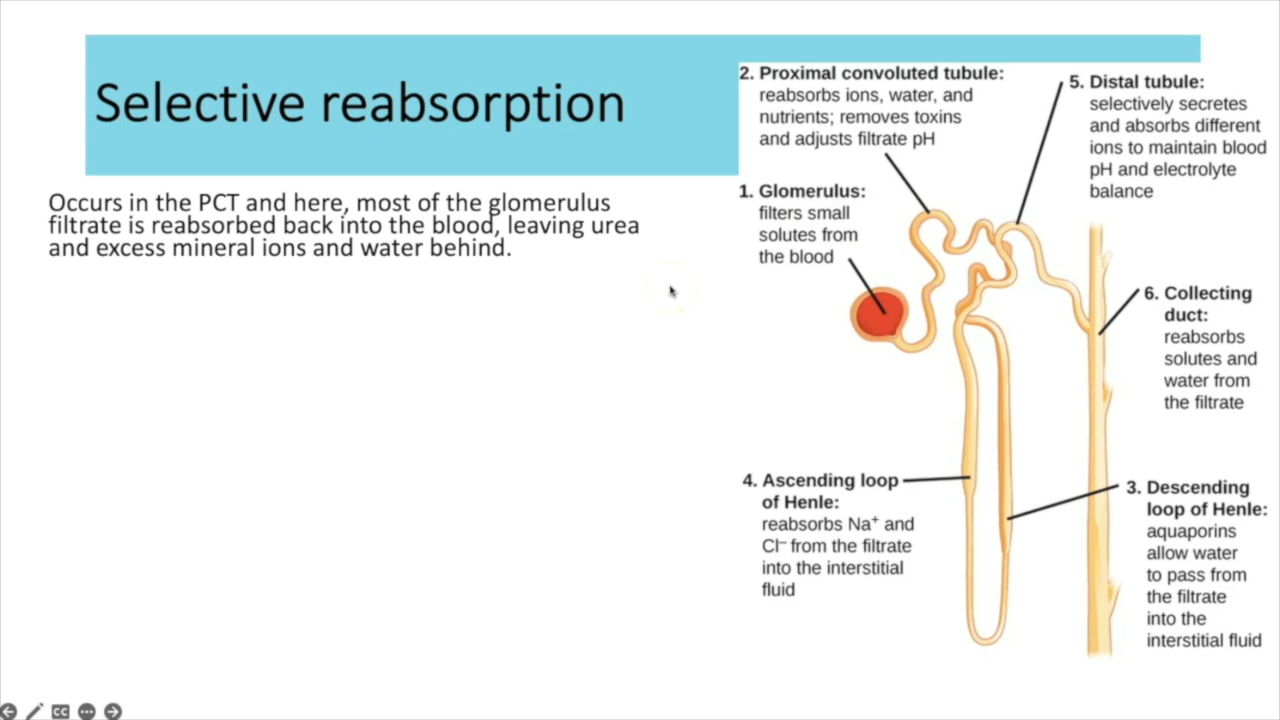 Selective reabsorption
Occurs in the PCT and here, most of the glomerulus
filtrate is reabsorbed back into the blood, leaving urea
and excess mineral ions and water behind.
2. Proximal convoluted tubule:
reabsorbs ions, water, and
nutrients; removes toxins
and adjusts filtrate pH
1. Glomerulus:
filters small
solutes from
the blood
5. Distal tubule:
selectively secretes
and absorbs different
ions to maintain blood
pH and electrolyte
balance
6. Collecting
duct:
reabsorbs
solutes and
water from
the filtrate
4. Ascending loop
of Henle:
reabsorbs Na⁺ and
Cl⁻ from the filtrate
into the interstitial
fluid
3. Descending
loop of Henle:
aquaporins
allow water
to pass from
the filtrate
into the
interstitial fluid
CC